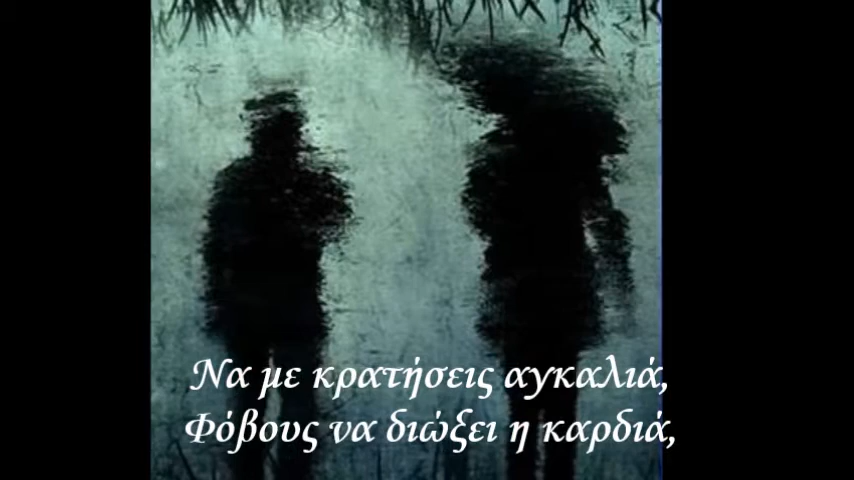 Να με κρατήσεις αγκαλιά,
Φόβους να διώξει η καρδιά,